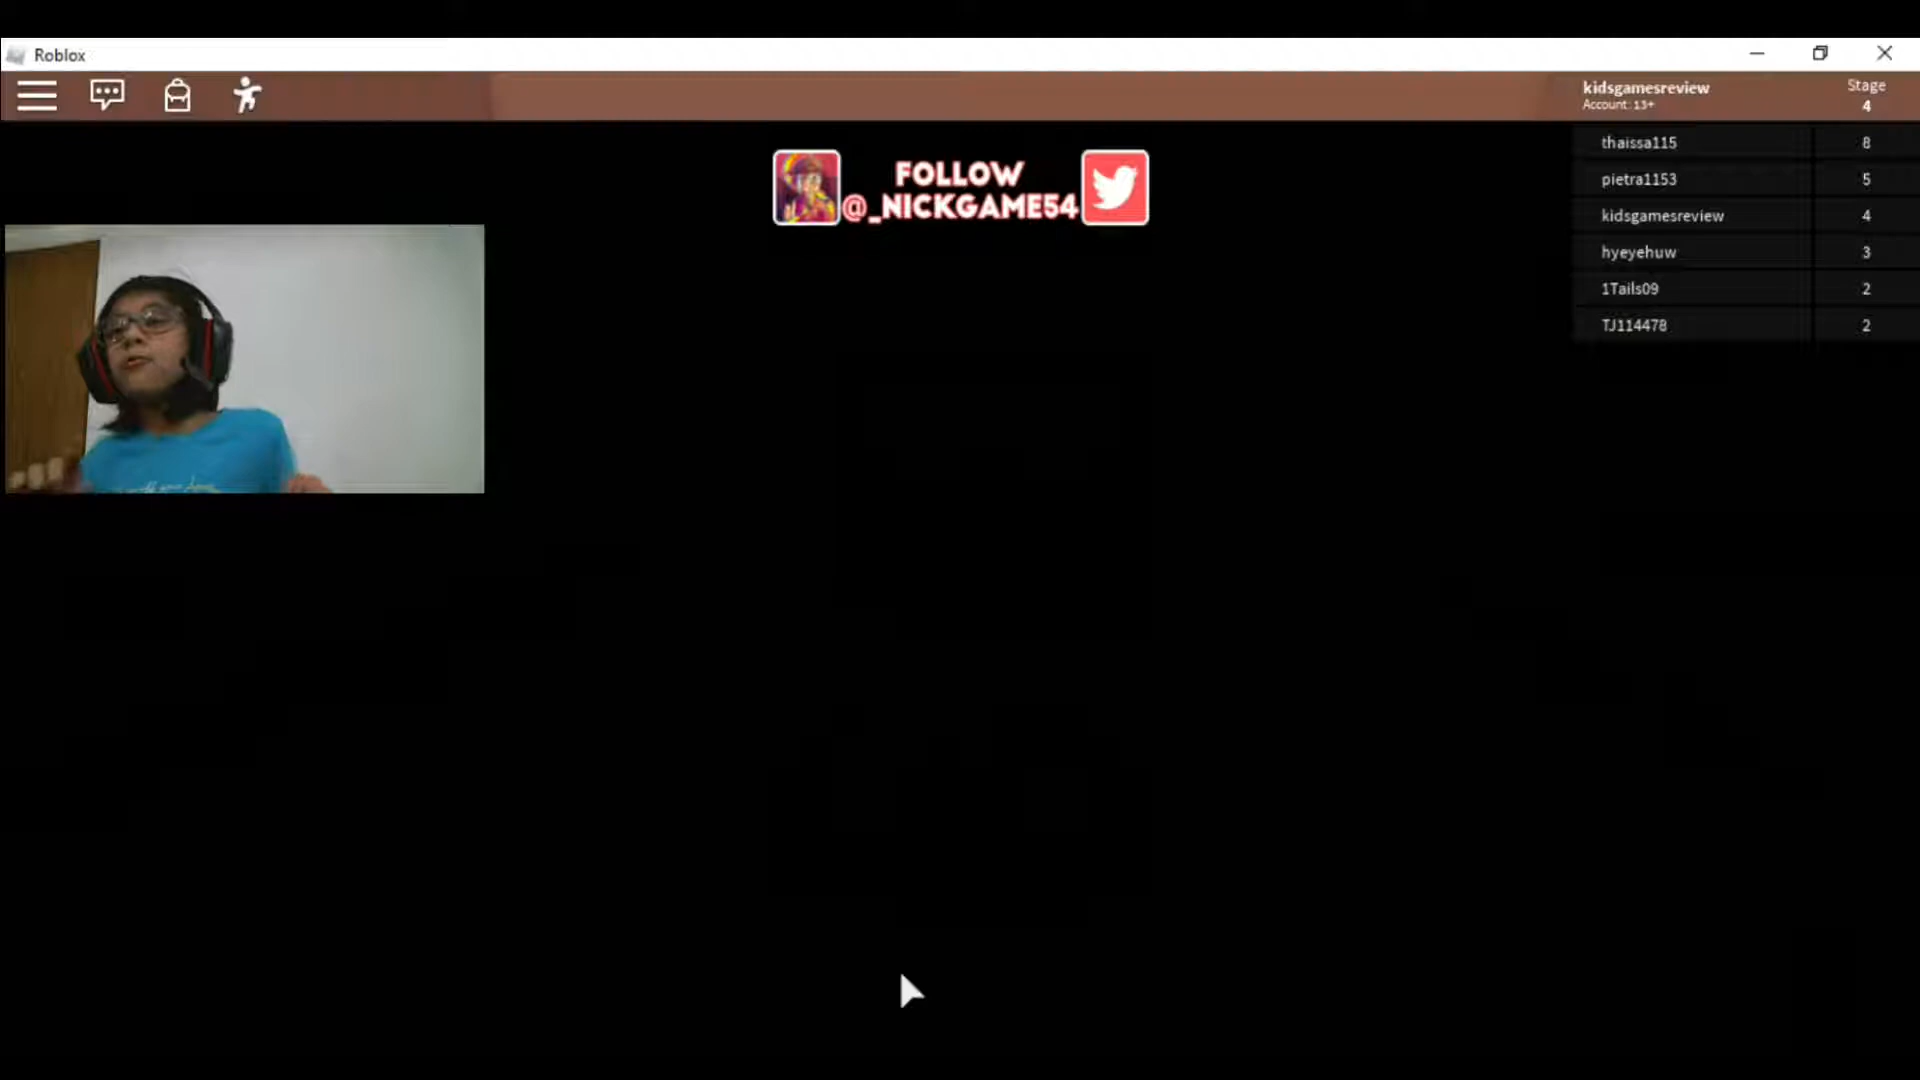 Roblox
kidsgamesreview
Account: 13+
Stage
4
thaissa115 8
pietra1153 5
kidsgamesreview 4
hyeyehuw 3
1Tails09 2
TJ114478 2
FOLLOW
@_NICKGAME54